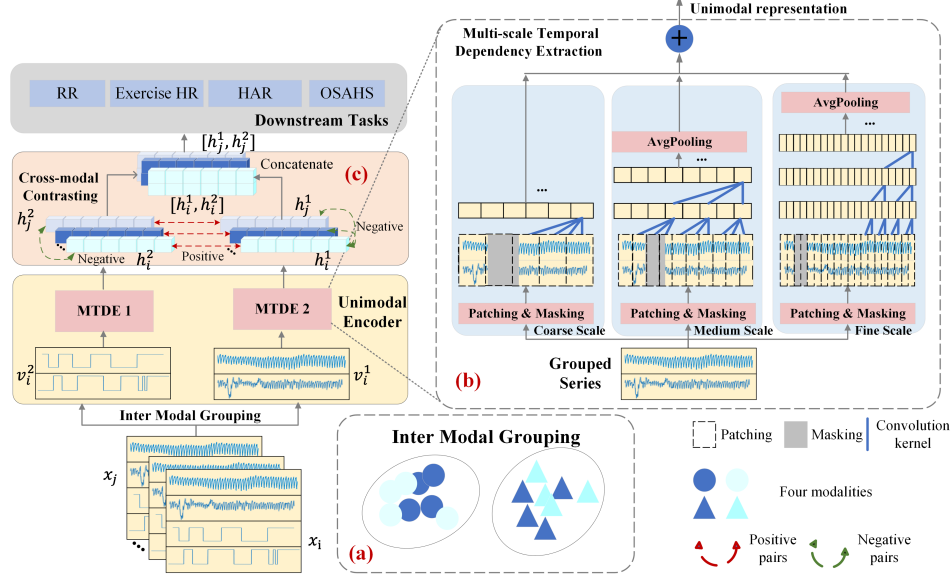 Unimodal representation
Multi-scale Temporal
Dependency Extraction
+
AvgPooling
...
AvgPooling
...
...
Patching & Masking
Patching & Masking
Patching & Masking
Coarse Scale
Medium Scale
Fine Scale
Grouped
Series
(b)
RR
Exercise HR
HAR
OSAHS
Downstream Tasks
[h_j^1, h_j^2]
Concatenate
(c)
Cross-modal
Contrasting
[h_i^1, h_i^2]
h_j^2
h_j^1
Negative
Negative
Positive
h_i^2
h_i^1
MTDE 1
MTDE 2
Unimodal
Encoder
v_i^2
v_i^1
Inter Modal Grouping
x_j
x_i
Inter Modal Grouping
(a)
Patching
Masking
Convolution
kernel
Four modalities
Positive
pairs
Negative
pairs